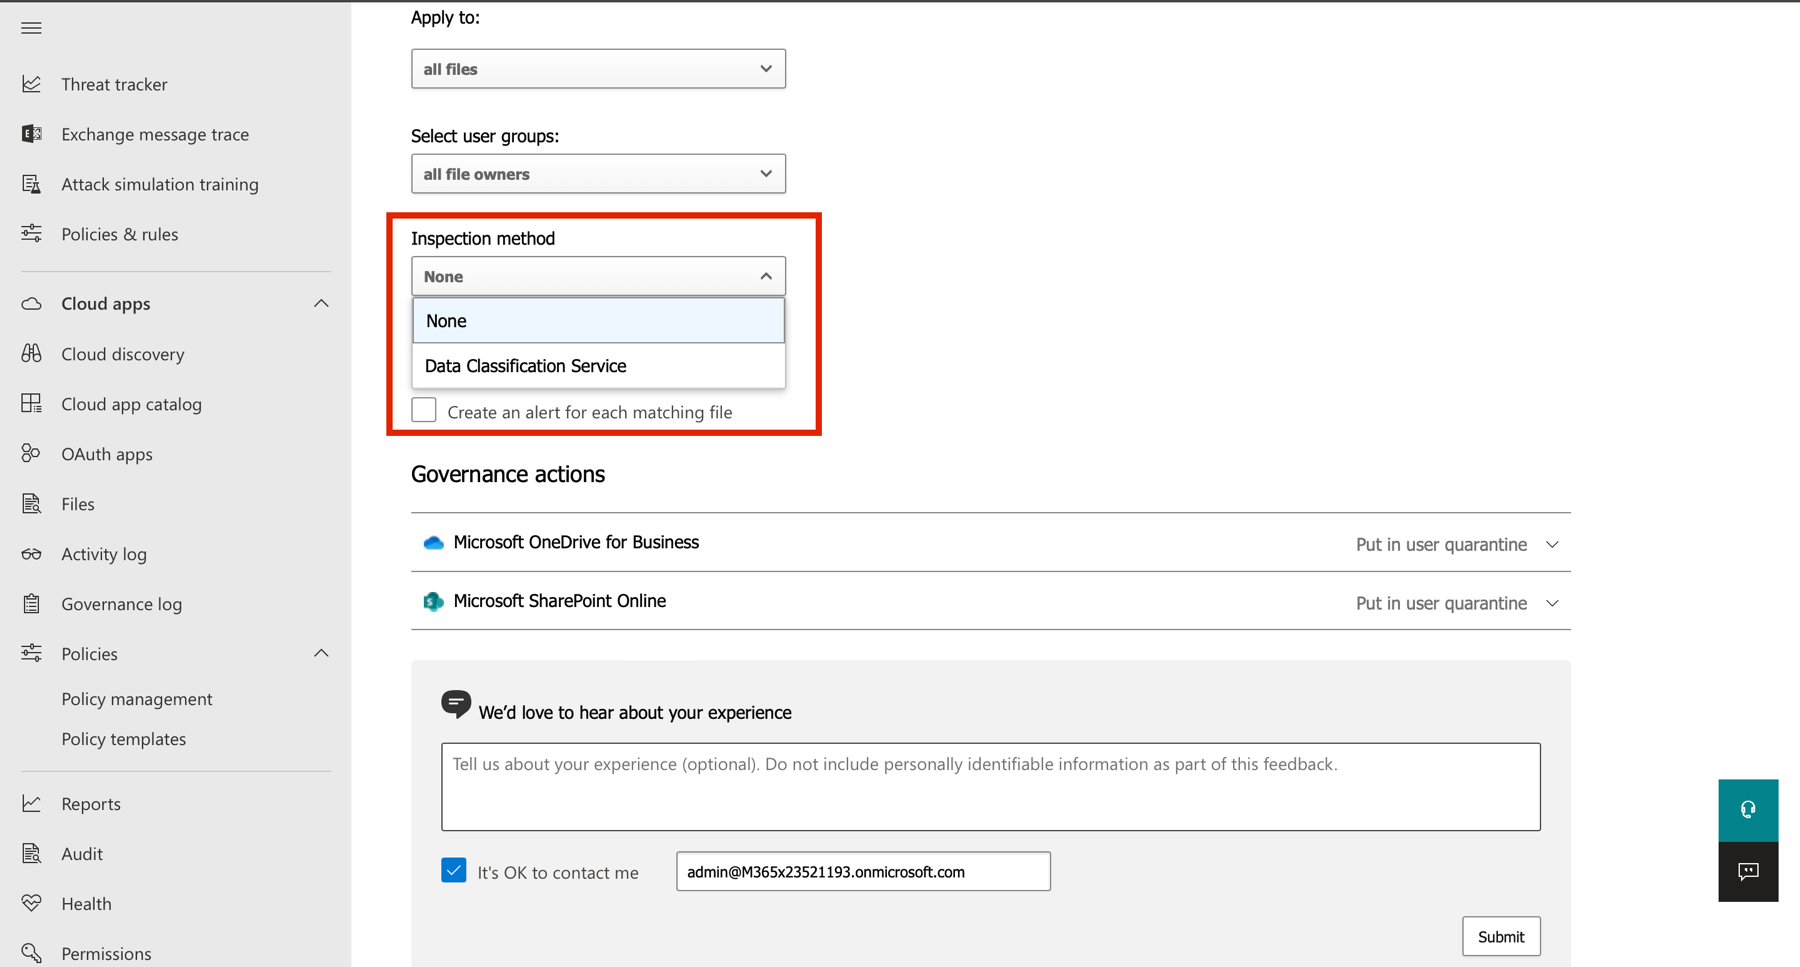 Threat tracker
Exchange message trace
Attack simulation training
Policies & rules
Cloud apps
Cloud discovery
Cloud app catalog
OAuth apps
Files
Activity log
Governance log
Policies
Policy management
Policy templates
Reports
Audit
Health
Permissions
Apply to:
all files
Select user groups:
all file owners
Inspection method
None
None
Data Classification Service
Create an alert for each matching file
Governance actions
Microsoft OneDrive for Business
Put in user quarantine
Microsoft SharePoint Online
Put in user quarantine
We'd love to hear about your experience
Tell us about your experience (optional). Do not include personally identifiable information as part of this feedback.
It's OK to contact me
admin@M365x23521193.onmicrosoft.com
Submit